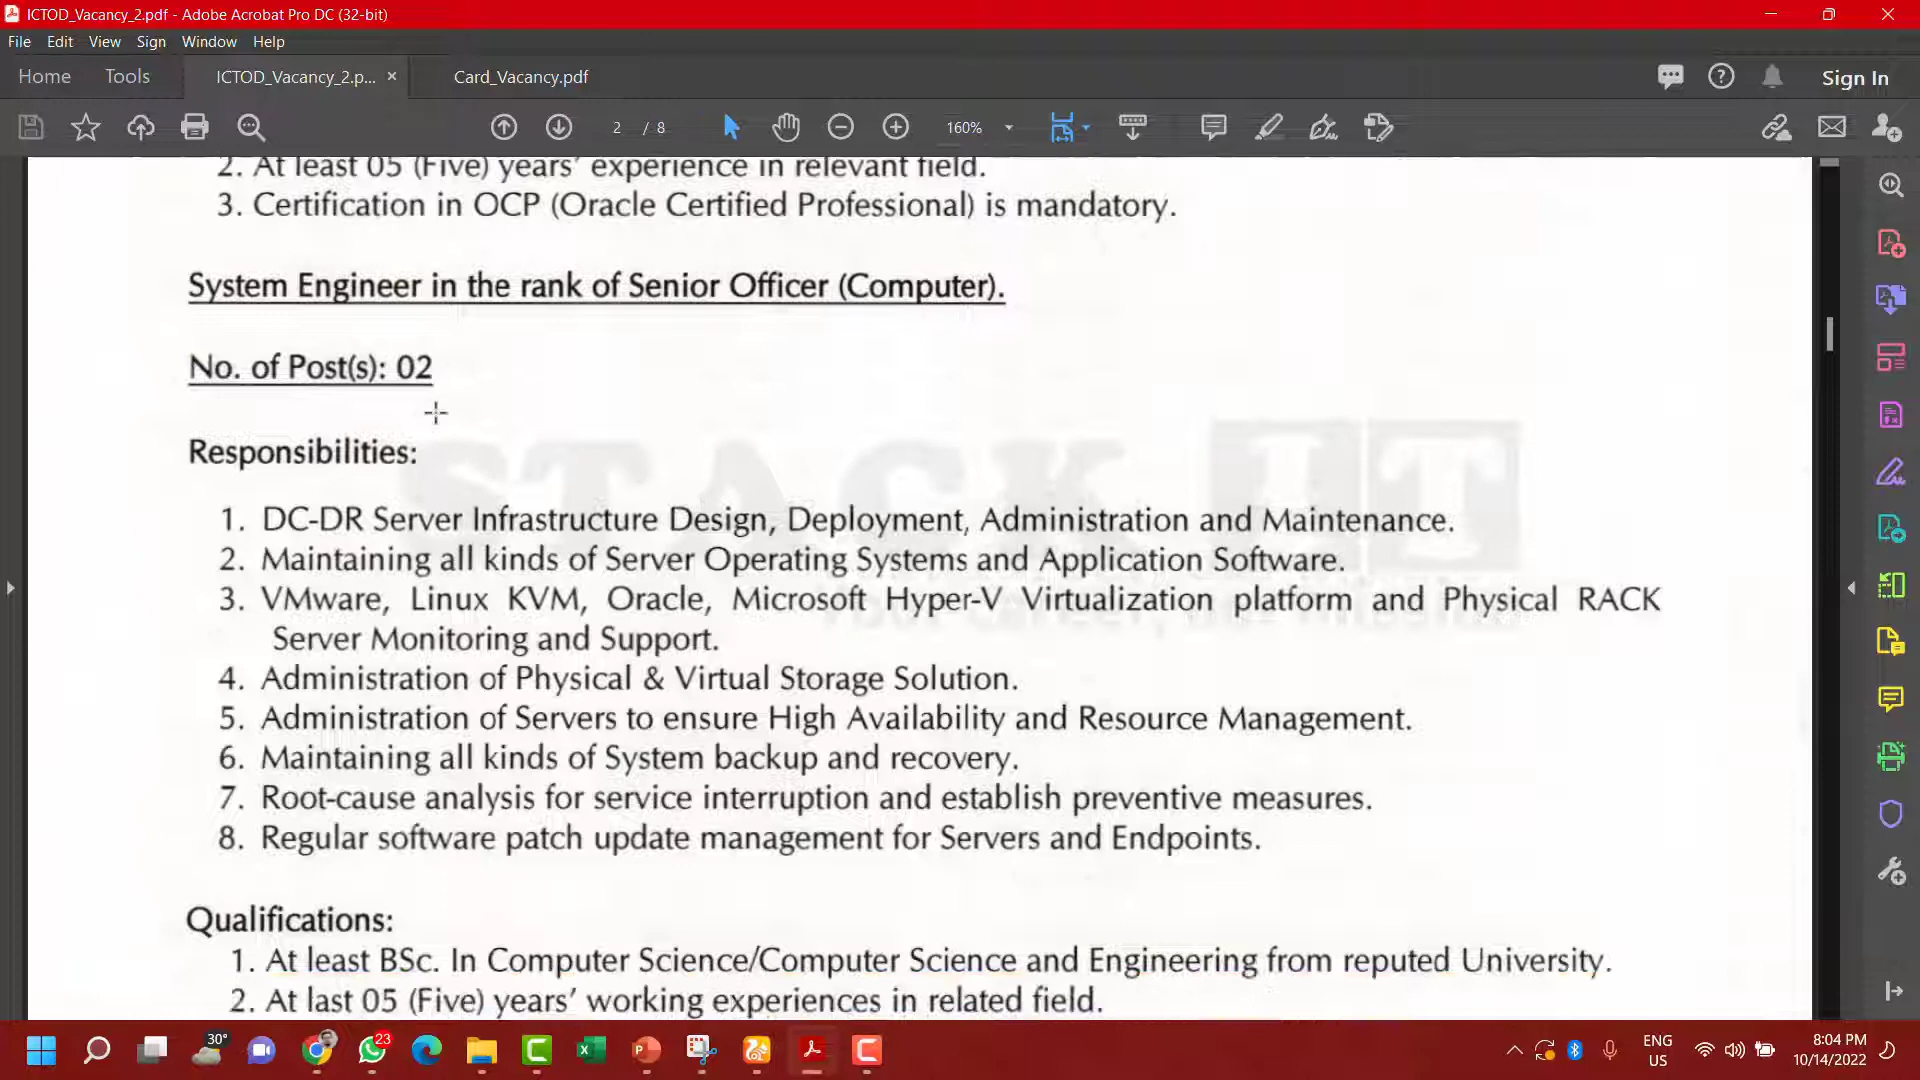 ICTOD_Vacancy_2.pdf - Adobe Acrobat Pro DC (32-bit)
File Edit View Sign Window Help
Home Tools ICTOD_Vacancy_2.p... × Card_Vacancy.pdf Sign In
2 / 8 160%
2. At least 05 (Five) years' experience in relevant field.
3. Certification in OCP (Oracle Certified Professional) is mandatory.
System Engineer in the rank of Senior Officer (Computer).
No. of Post(s): 02
STACK IT
Responsibilities:
1. DC-DR Server Infrastructure Design, Deployment, Administration and Maintenance.
2. Maintaining all kinds of Server Operating Systems and Application Software.
3. VMware, Linux KVM, Oracle, Microsoft Hyper-V Virtualization platform and Physical RACK
Server Monitoring and Support.
4. Administration of Physical & Virtual Storage Solution.
5. Administration of Servers to ensure High Availability and Resource Management.
6. Maintaining all kinds of System backup and recovery.
7. Root-cause analysis for service interruption and establish preventive measures.
8. Regular software patch update management for Servers and Endpoints.
Qualifications:
1. At least BSc. In Computer Science/Computer Science and Engineering from reputed University.
2. At last 05 (Five) years' working experiences in related field.
30° 23 ENG 8:04 PM
US 10/14/2022